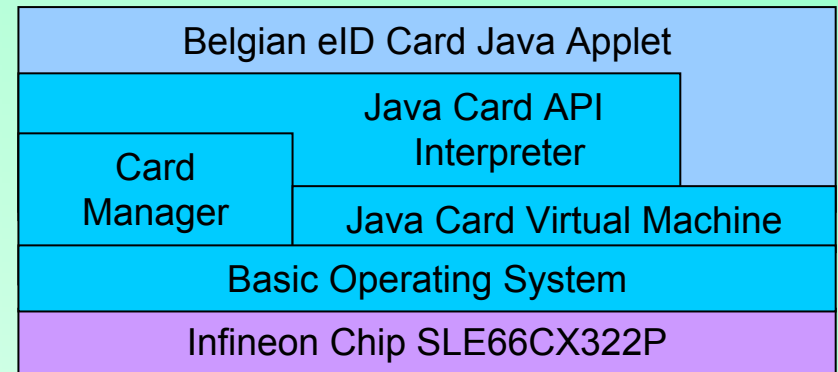 Belgian eID Card Java Applet
Java Card API
Interpreter
Card
Manager
Java Card Virtual Machine
Basic Operating System
Infineon Chip SLE66CX322P